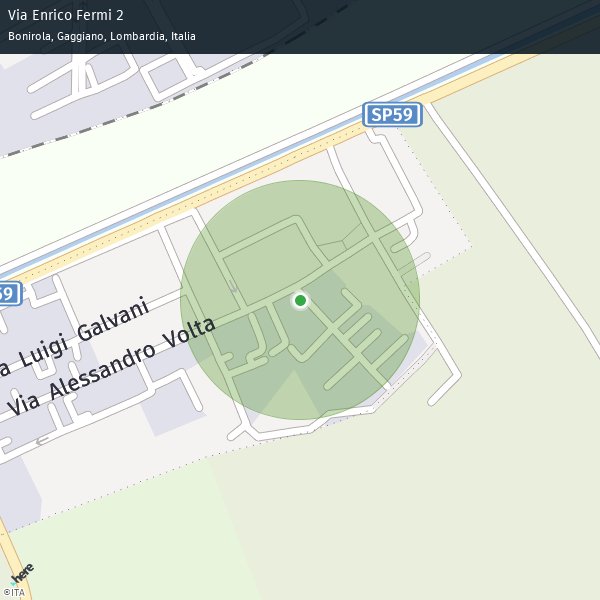 Via Enrico Fermi 2
Bonirola, Gaggiano, Lombardia, Italia
SP59
59
a Luigi Galvani
Via Alessandro Volta
here
©ITA